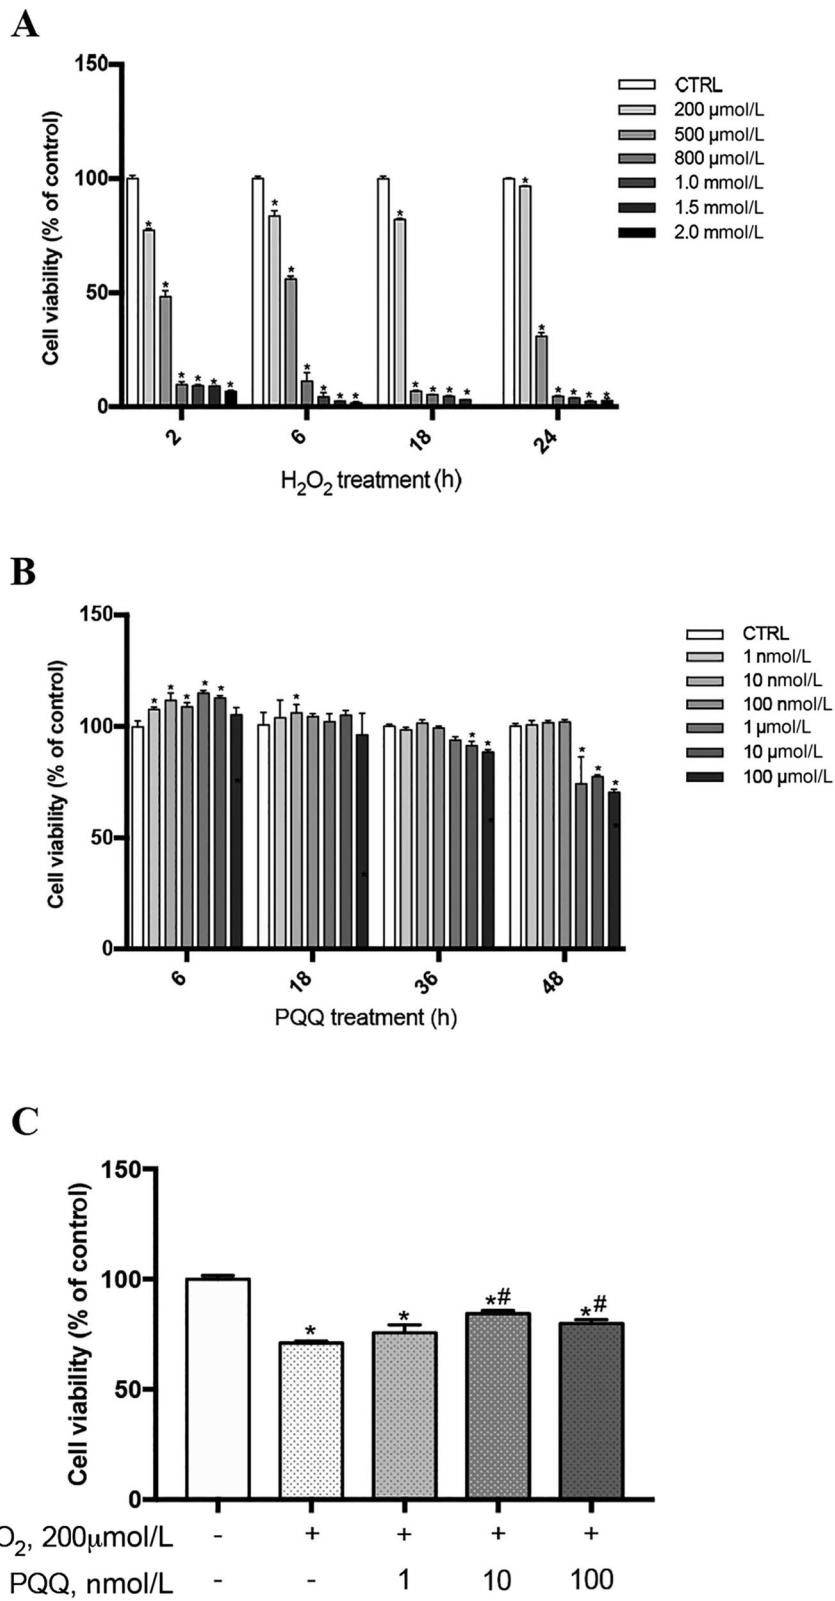 A
150
100
50
0
Cell viability (% of control)
CTRL
200 μmol/L
500 μmol/L
800 μmol/L
1.0 mmol/L
1.5 mmol/L
2.0 mmol/L
* * * * * *
* * * * * *
* * * * *
* * * * * *
2 6 18 24
H₂O₂ treatment (h)
B
150
100
50
0
Cell viability (% of control)
CTRL
1 nmol/L
10 nmol/L
100 nmol/L
1 μmol/L
10 μmol/L
100 μmol/L
* * * * *
*
* *
* * *
6 18 36 48
PQQ treatment (h)
C
150
100
50
0
Cell viability (% of control)
* * *# *#
O₂, 200μmol/L - + + + +
PQQ, nmol/L - - 1 10 100